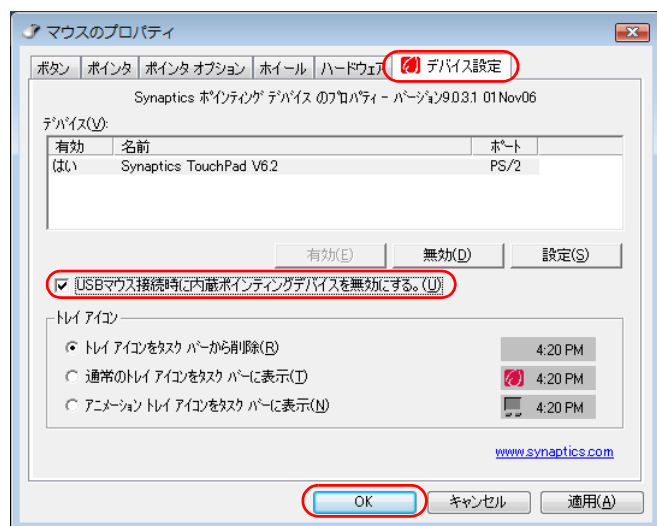 マウスのプロパティ
ボタン ポインタ ポインタ オプション ホイール ハードウェア デバイス設定
Synaptics ポインティング デバイス のプロパティ - バージョン9.0.3.1 01Nov06
デバイス(V):
有効 名前 ポート
はい Synaptics TouchPad V6.2 PS/2
有効(E) 無効(D) 設定(S)
USBマウス接続時に内蔵ポインティングデバイスを無効にする。(U)
トレイ アイコン
トレイ アイコンをタスク バーから削除(R) 4:20 PM
通常のトレイ アイコンをタスク バーに表示(T) 4:20 PM
アニメーション トレイ アイコンをタスク バーに表示(N) 4:20 PM
www.synaptics.com
OK キャンセル 適用(A)